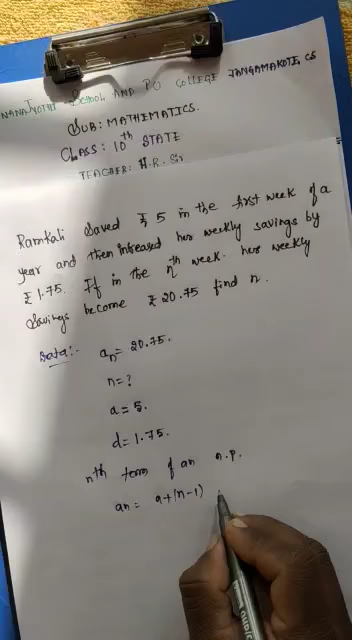 SCHOOL AND PU COLLEGE JANGAMAKOTE, CS
SUB: MATHEMATICS.
CLASS: 10th STATE
TEACHER: H.R. Sir
Ramkali Saved ₹ 5 in the first week of a
year and then increased her weekly savings by
₹ 1.75. If in the nth week. her weekly
Savings become ₹ 20.75 find n.
Data:- an = 20.75.
n = ?
a = 5.
d = 1.75.
nth term of an A.P.
an = a+(n-1)